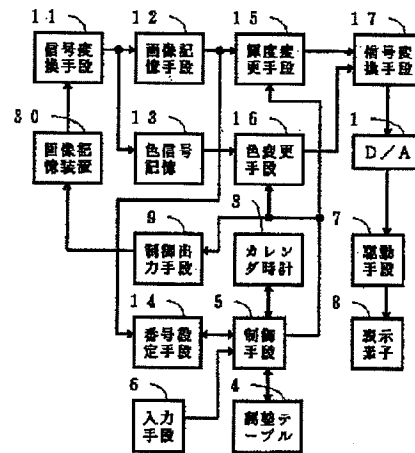 11
信号変
換手段
12
画像記
憶手段
15
輝度変
更手段
17
信号変
換手段
30
画像記
憶装置
13
色信号
記憶
16
色変更
手段
1
D/A
9
制御出
力手段
3
カレン
ダ時計
7
駆動
手段
14
番号設
定手段
5
制御
手段
8
表示
素子
6
入力
手段
4
調整テ
ーブル